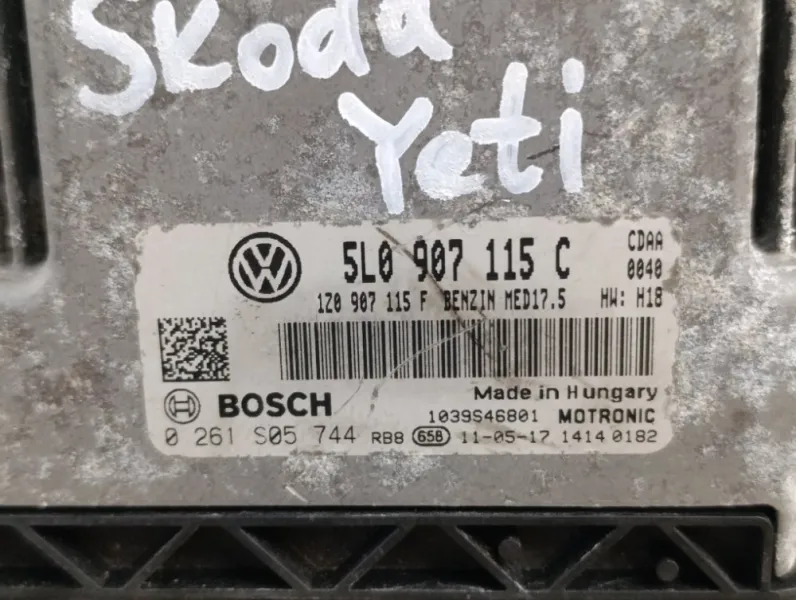 Skoda
Yeti
5L0 907 115 C CDAA
0040
1Z0 907 115 F BENZIN MED17.5 HW: H18
Made in Hungary
BOSCH 1039S46801 MOTRONIC
0 261 S05 744 RB8 658 11-05-17 1414 0182